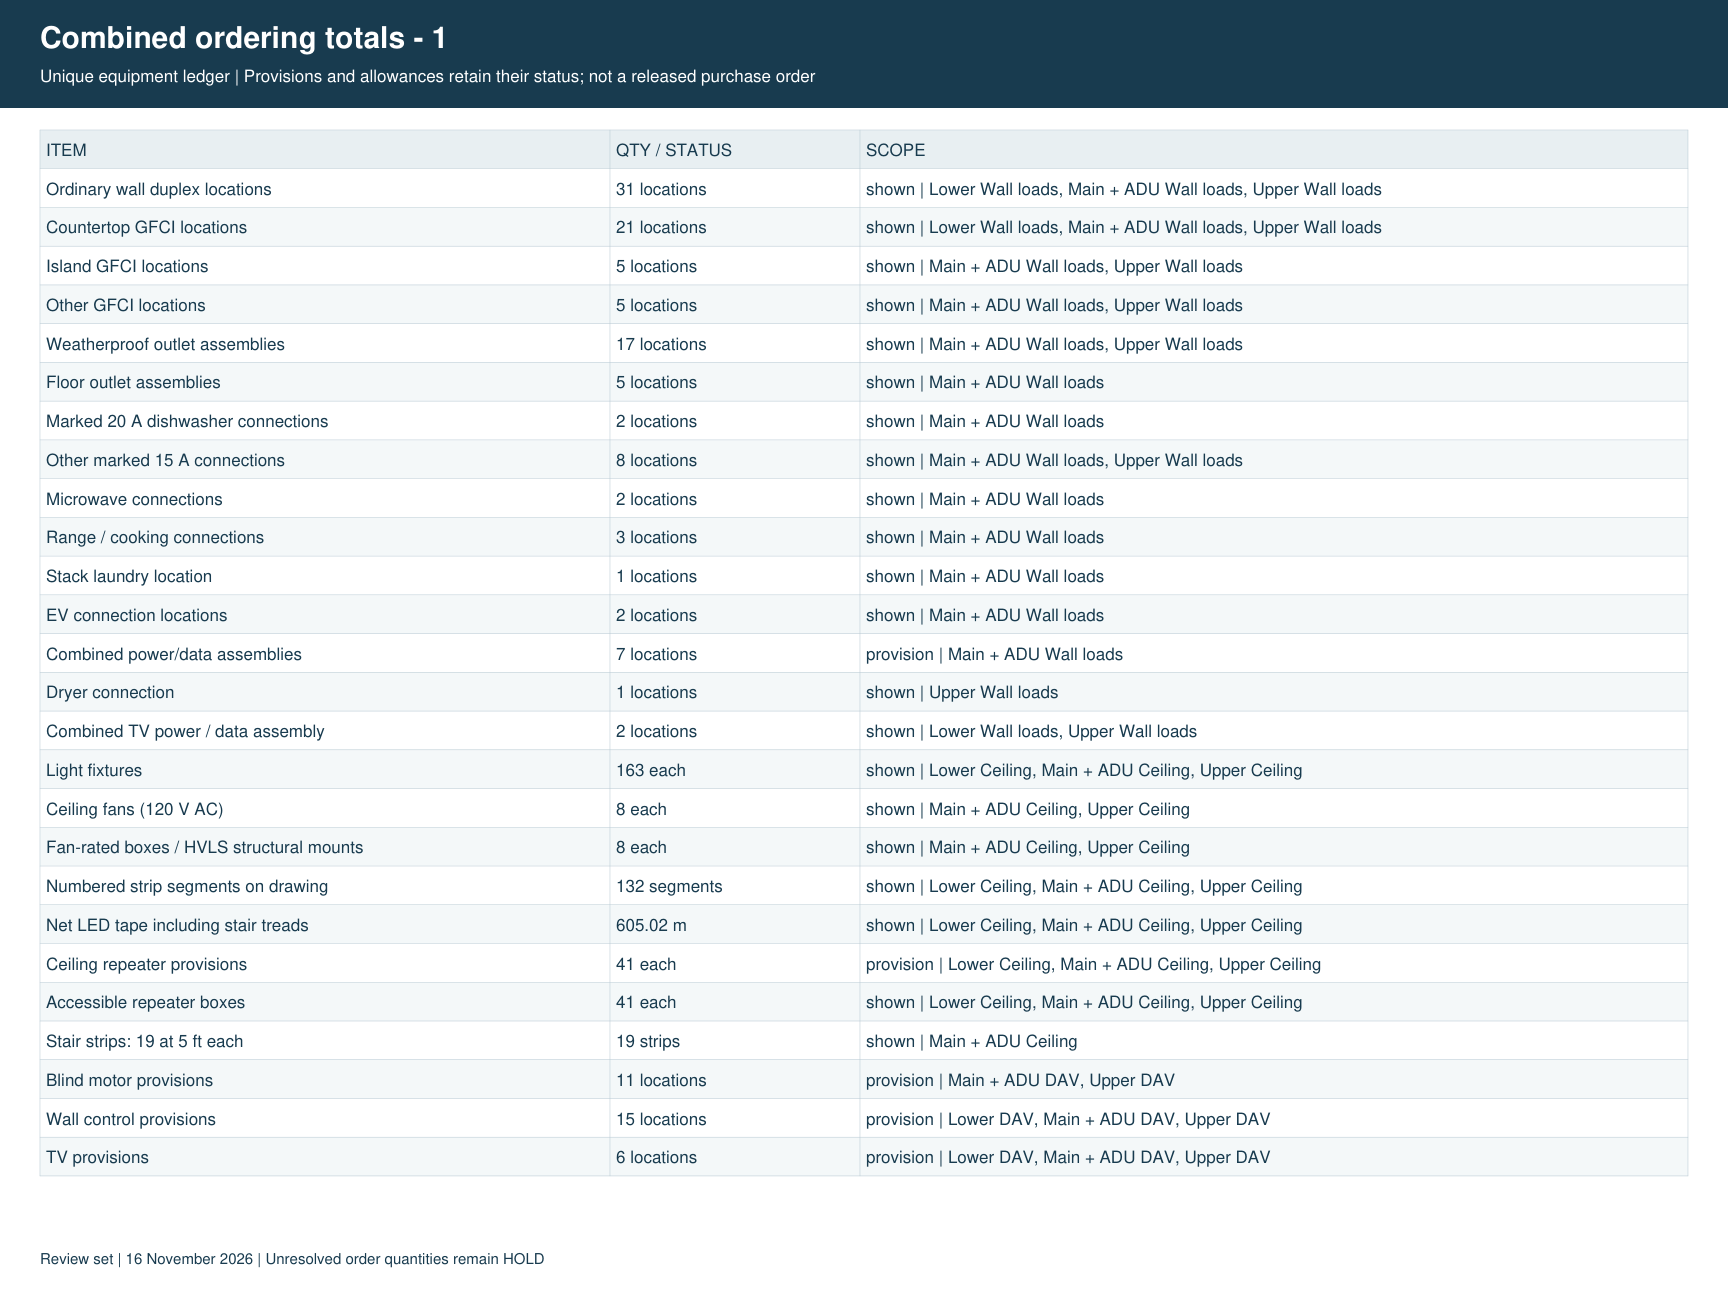 Combined ordering totals - 1
Unique equipment ledger | Provisions and allowances retain their status; not a released purchase order
ITEM QTY / STATUS SCOPE
Ordinary wall duplex locations 31 locations shown | Lower Wall loads, Main + ADU Wall loads, Upper Wall loads
Countertop GFCI locations 21 locations shown | Lower Wall loads, Main + ADU Wall loads, Upper Wall loads
Island GFCI locations 5 locations shown | Main + ADU Wall loads, Upper Wall loads
Other GFCI locations 5 locations shown | Main + ADU Wall loads, Upper Wall loads
Weatherproof outlet assemblies 17 locations shown | Main + ADU Wall loads, Upper Wall loads
Floor outlet assemblies 5 locations shown | Main + ADU Wall loads
Marked 20 A dishwasher connections 2 locations shown | Main + ADU Wall loads
Other marked 15 A connections 8 locations shown | Main + ADU Wall loads, Upper Wall loads
Microwave connections 2 locations shown | Main + ADU Wall loads
Range / cooking connections 3 locations shown | Main + ADU Wall loads
Stack laundry location 1 locations shown | Main + ADU Wall loads
EV connection locations 2 locations shown | Main + ADU Wall loads
Combined power/data assemblies 7 locations provision | Main + ADU Wall loads
Dryer connection 1 locations shown | Upper Wall loads
Combined TV power / data assembly 2 locations shown | Lower Wall loads, Upper Wall loads
Light fixtures 163 each shown | Lower Ceiling, Main + ADU Ceiling, Upper Ceiling
Ceiling fans (120 V AC) 8 each shown | Main + ADU Ceiling, Upper Ceiling
Fan-rated boxes / HVLS structural mounts 8 each shown | Main + ADU Ceiling, Upper Ceiling
Numbered strip segments on drawing 132 segments shown | Lower Ceiling, Main + ADU Ceiling, Upper Ceiling
Net LED tape including stair treads 605.02 m shown | Lower Ceiling, Main + ADU Ceiling, Upper Ceiling
Ceiling repeater provisions 41 each provision | Lower Ceiling, Main + ADU Ceiling, Upper Ceiling
Accessible repeater boxes 41 each shown | Lower Ceiling, Main + ADU Ceiling, Upper Ceiling
Stair strips: 19 at 5 ft each 19 strips shown | Main + ADU Ceiling
Blind motor provisions 11 locations provision | Main + ADU DAV, Upper DAV
Wall control provisions 15 locations provision | Lower DAV, Main + ADU DAV, Upper DAV
TV provisions 6 locations provision | Lower DAV, Main + ADU DAV, Upper DAV
Review set | 16 November 2026 | Unresolved order quantities remain HOLD